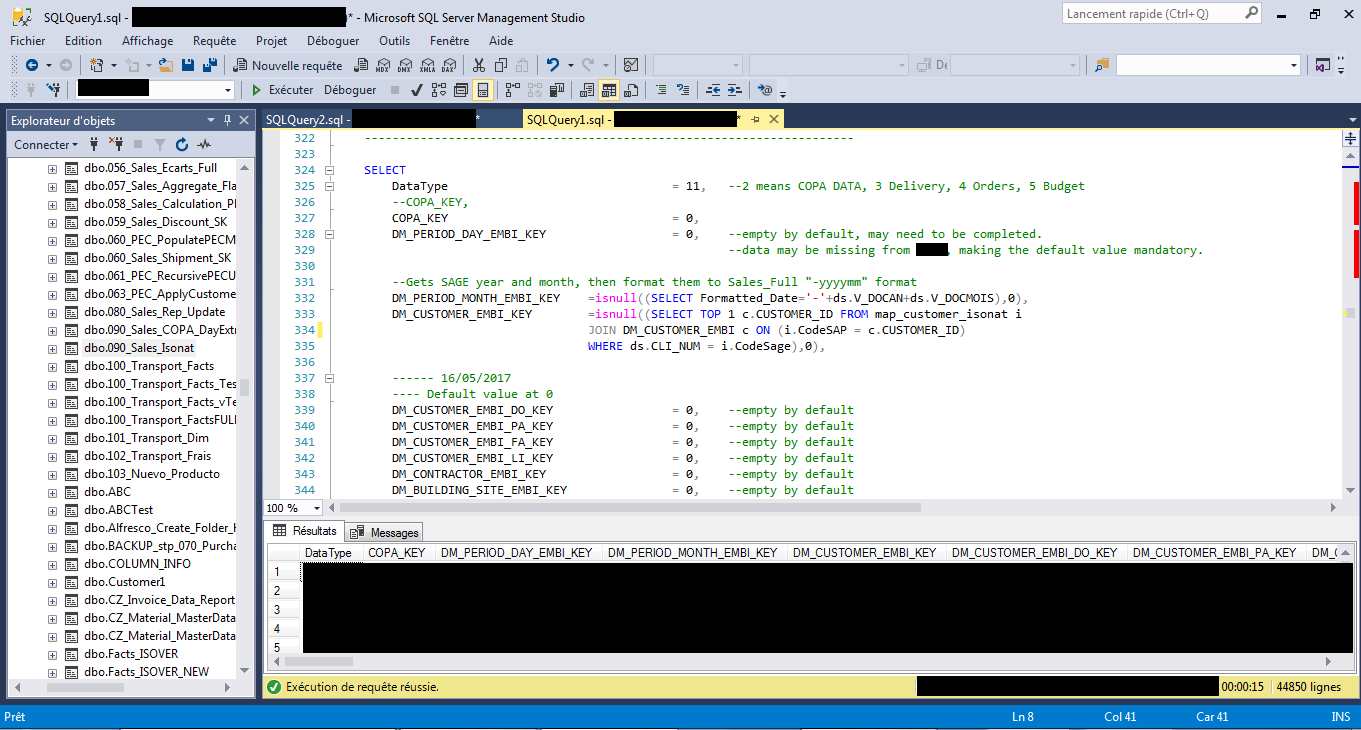 SQLQuery1.sql - * - Microsoft SQL Server Management Studio
Lancement rapide (Ctrl+Q)
Fichier Edition Affichage Requête Projet Déboguer Outils Fenêtre Aide
Nouvelle requête MDX DMX XMLA DAX
Exécuter Déboguer
Explorateur d'objets
Connecter
dbo.056_Sales_Ecarts_Full
dbo.057_Sales_Aggregate_Fla
dbo.058_Sales_Calculation_Pl
dbo.059_Sales_Discount_SK
dbo.060_PEC_PopulatePECM
dbo.060_Sales_Shipment_SK
dbo.061_PEC_RecursivePECU
dbo.063_PEC_ApplyCustome
dbo.080_Sales_Rep_Update
dbo.090_Sales_COPA_DayExtr
dbo.090_Sales_Isonat
dbo.100_Transport_Facts
dbo.100_Transport_Facts_Tes
dbo.100_Transport_Facts_vTe
dbo.100_Transport_FactsFULL
dbo.101_Transport_Dim
dbo.102_Transport_Frais
dbo.103_Nuevo_Producto
dbo.ABC
dbo.ABCTest
dbo.Alfresco_Create_Folder_H
dbo.BACKUP_stp_070_Purcha
dbo.COLUMN_INFO
dbo.Customer1
dbo.CZ_Invoice_Data_Report
dbo.CZ_Material_MasterData
dbo.CZ_Material_MasterData
dbo.Facts_ISOVER
dbo.Facts_ISOVER_NEW
SQLQuery2.sql - *
SQLQuery1.sql - *
322 ----------------------------------------------------------------------
323
324 SELECT
325 DataType = 11, --2 means COPA DATA, 3 Delivery, 4 Orders, 5 Budget
326 --COPA_KEY,
327 COPA_KEY = 0,
328 DM_PERIOD_DAY_EMBI_KEY = 0, --empty by default, may need to be completed.
329 --data may be missing from , making the default value mandatory.
330
331 --Gets SAGE year and month, then format them to Sales_Full "-yyyymm" format
332 DM_PERIOD_MONTH_EMBI_KEY =isnull((SELECT Formatted_Date='-'+ds.V_DOCAN+ds.V_DOCMOIS),0),
333 DM_CUSTOMER_EMBI_KEY =isnull((SELECT TOP 1 c.CUSTOMER_ID FROM map_customer_isonat i
334 JOIN DM_CUSTOMER_EMBI c ON (i.CodeSAP = c.CUSTOMER_ID)
335 WHERE ds.CLI_NUM = i.CodeSage),0),
336
337 ------ 16/05/2017
338 ---- Default value at 0
339 DM_CUSTOMER_EMBI_DO_KEY = 0, --empty by default
340 DM_CUSTOMER_EMBI_PA_KEY = 0, --empty by default
341 DM_CUSTOMER_EMBI_FA_KEY = 0, --empty by default
342 DM_CUSTOMER_EMBI_LI_KEY = 0, --empty by default
343 DM_CONTRACTOR_EMBI_KEY = 0, --empty by default
344 DM_BUILDING_SITE_EMBI_KEY = 0, --empty by default
100 %
Résultats Messages
DataType COPA_KEY DM_PERIOD_DAY_EMBI_KEY DM_PERIOD_MONTH_EMBI_KEY DM_CUSTOMER_EMBI_KEY DM_CUSTOMER_EMBI_DO_KEY DM_CUSTOMER_EMBI_PA_KEY DM_C
1
2
3
4
5
Exécution de requête réussie. 00:00:15 44850 lignes
Prêt Ln 8 Col 41 Car 41 INS